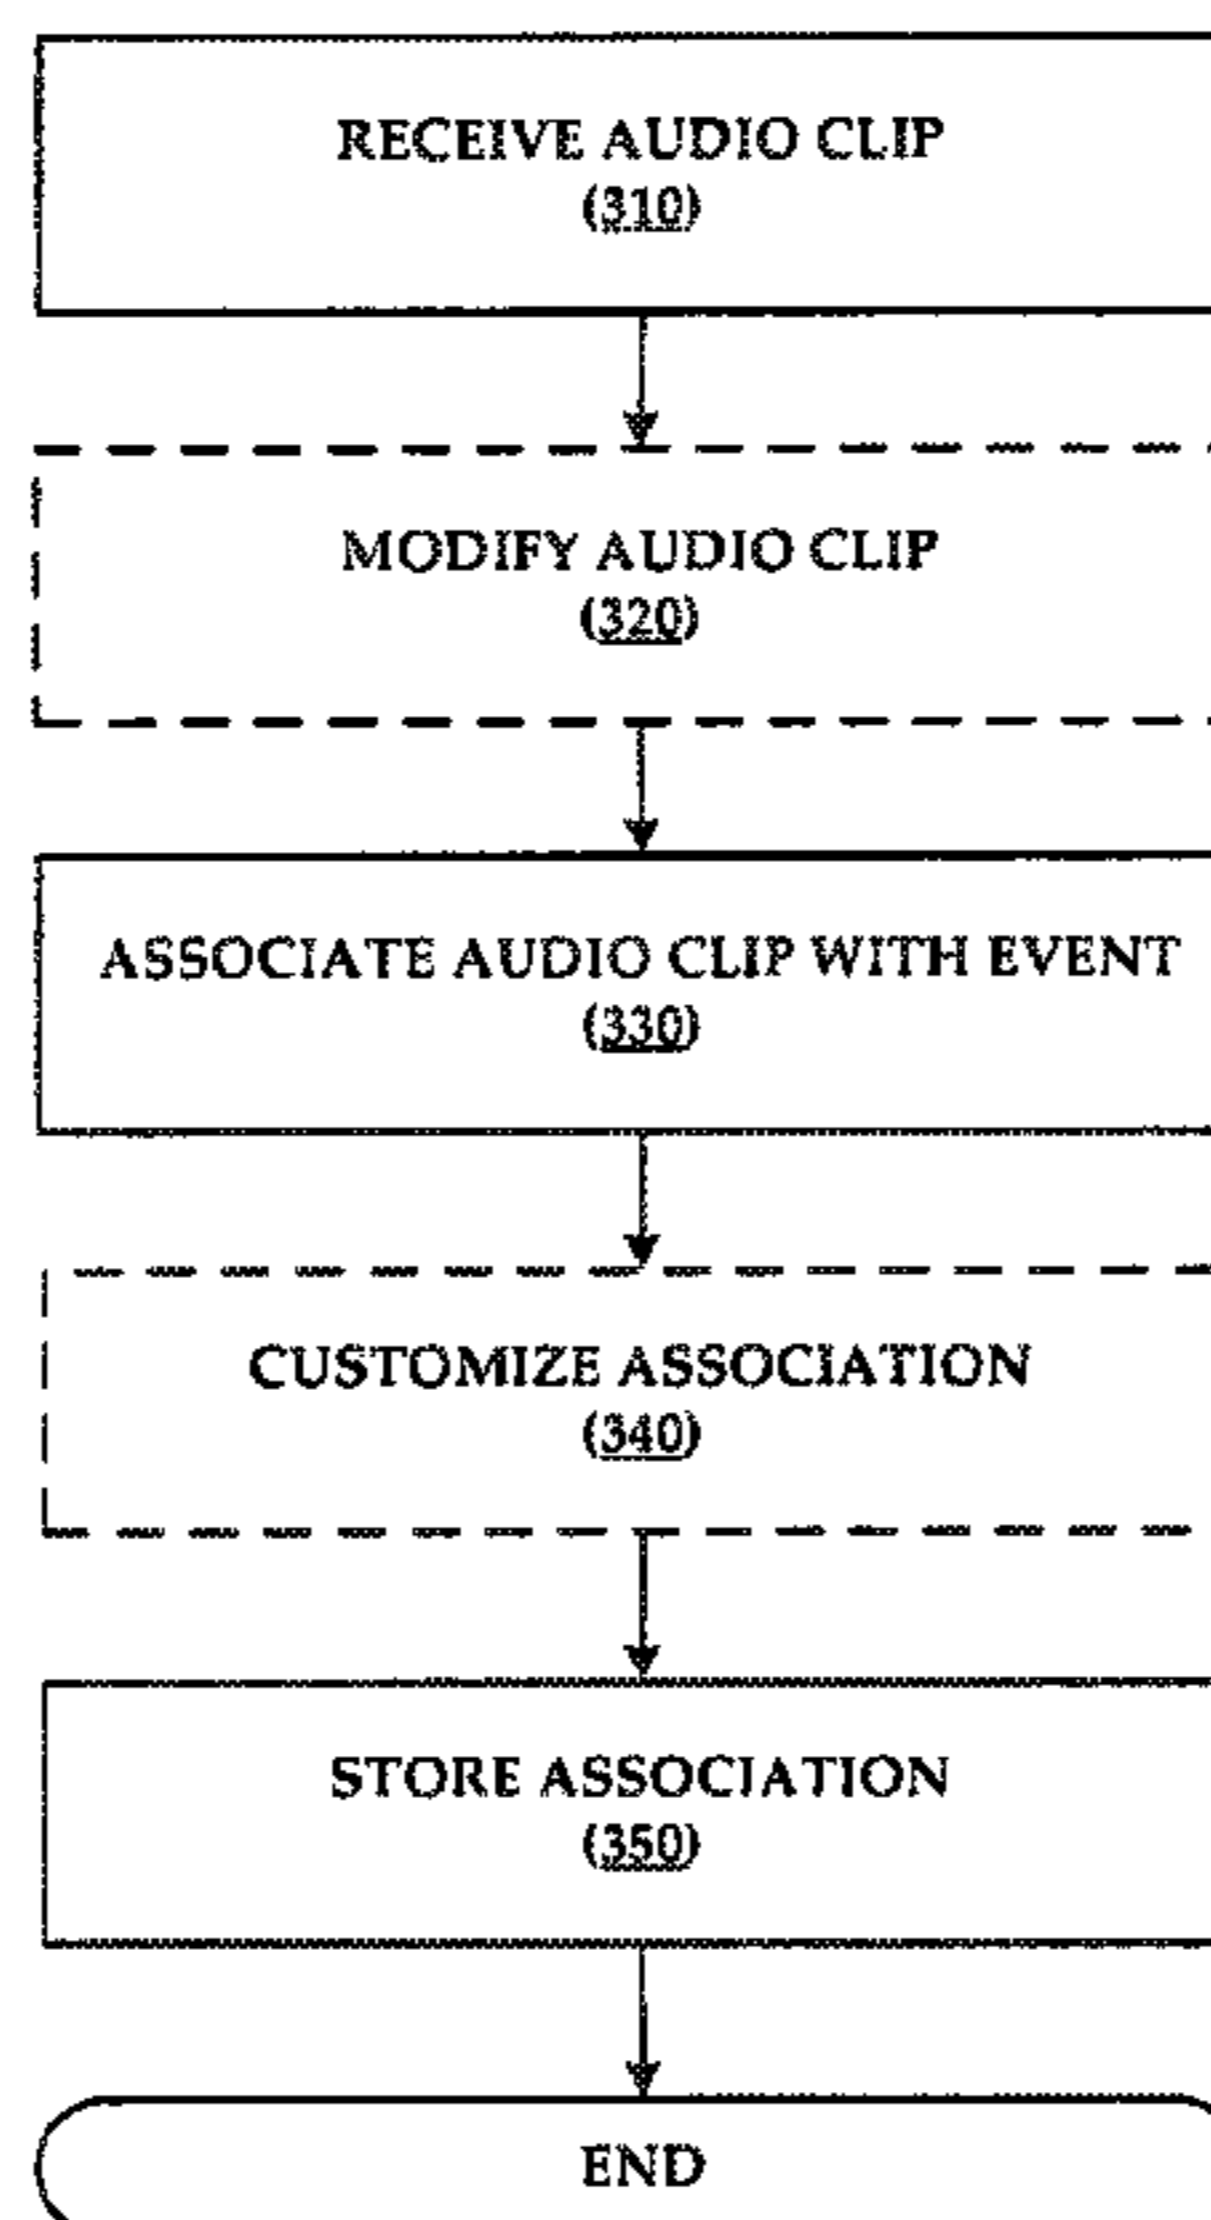 RECEIVE AUDIO CLIP
(310)
MODIFY AUDIO CLIP
(320)
ASSOCIATE AUDIO CLIP WITH EVENT
(330)
CUSTOMIZE ASSOCIATION
(340)
STORE ASSOCIATION
(350)
END